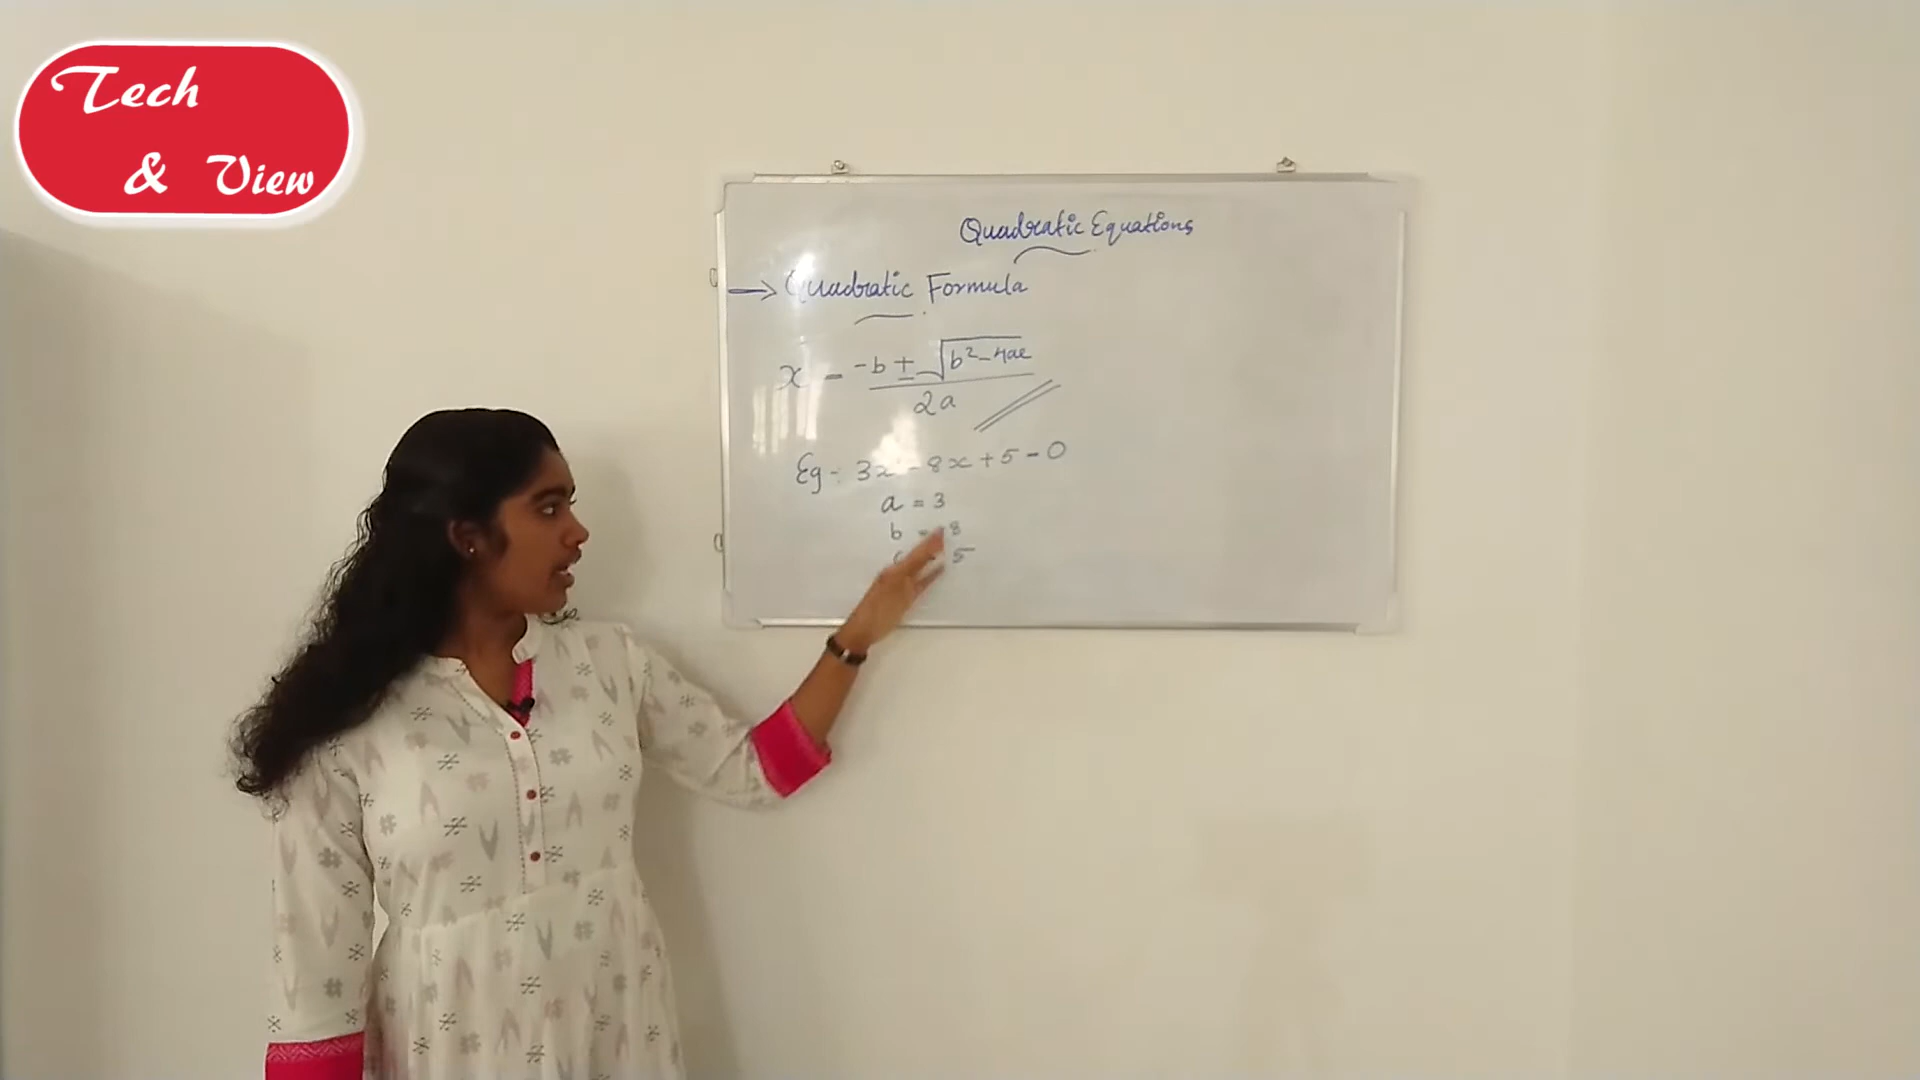 Tech
& View
Quadratic Equations
→ Quadratic Formula
x = -b ± √b²-4ac
2a
Eg-: 3x² - 8x + 5 = 0
a = 3
b = -8
c = 5